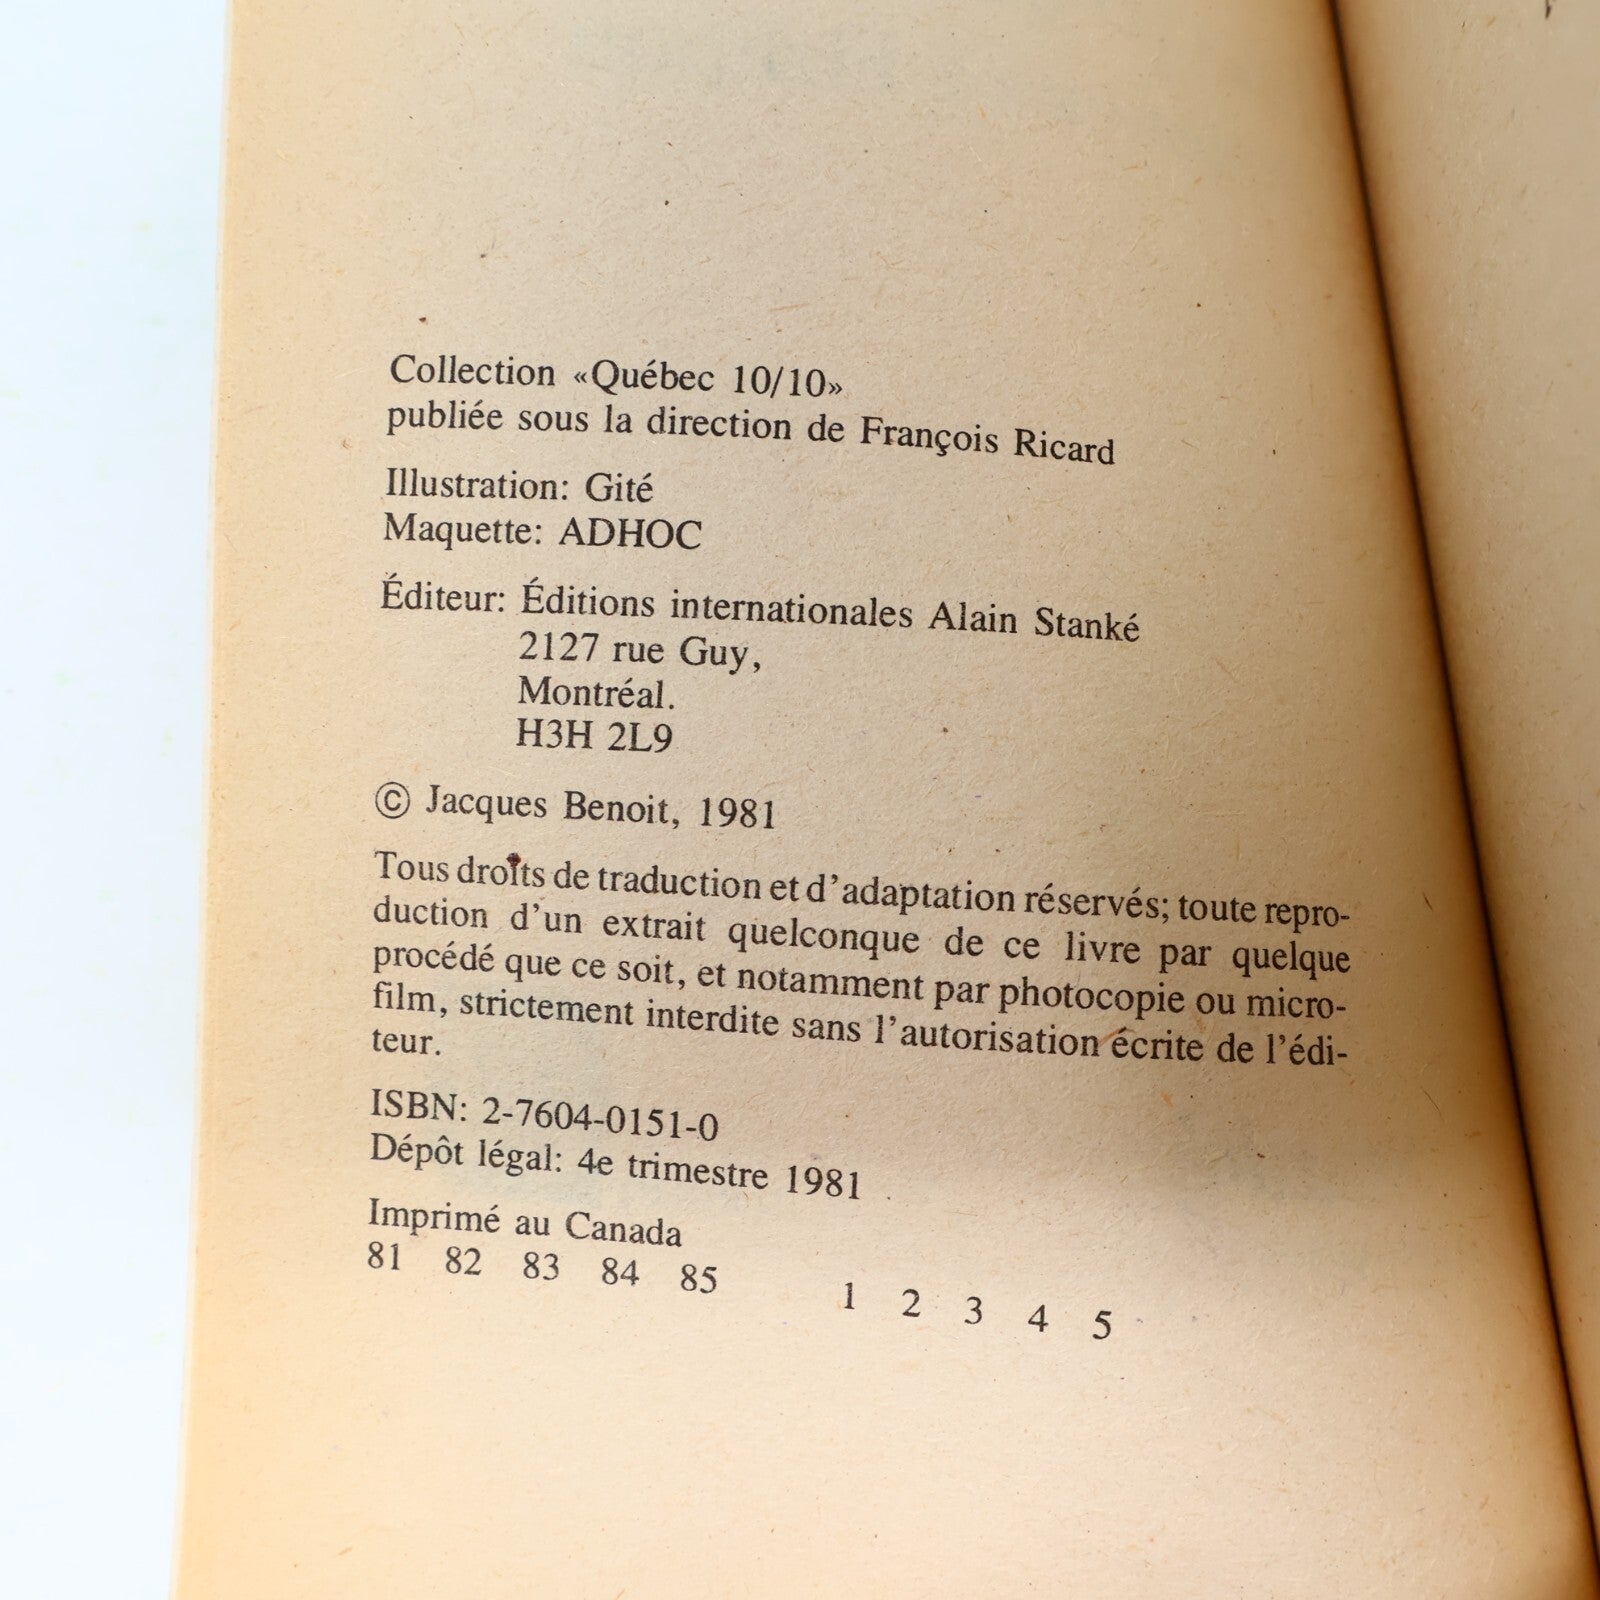 Collection «Québec 10/10»
publiée sous la direction de François Ricard
Illustration: Gité
Maquette: ADHOC
Éditeur: Éditions internationales Alain Stanké
2127 rue Guy,
Montréal.
H3H 2L9
© Jacques Benoit, 1981
Tous droits de traduction et d'adaptation réservés; toute repro-
duction d'un extrait quelconque de ce livre par quelque
procédé que ce soit, et notamment par photocopie ou micro-
film, strictement interdite sans l'autorisation écrite de l'édi-
teur.
ISBN: 2-7604-0151-0
Dépôt légal: 4e trimestre 1981
Imprimé au Canada
81 82 83 84 85 1 2 3 4 5